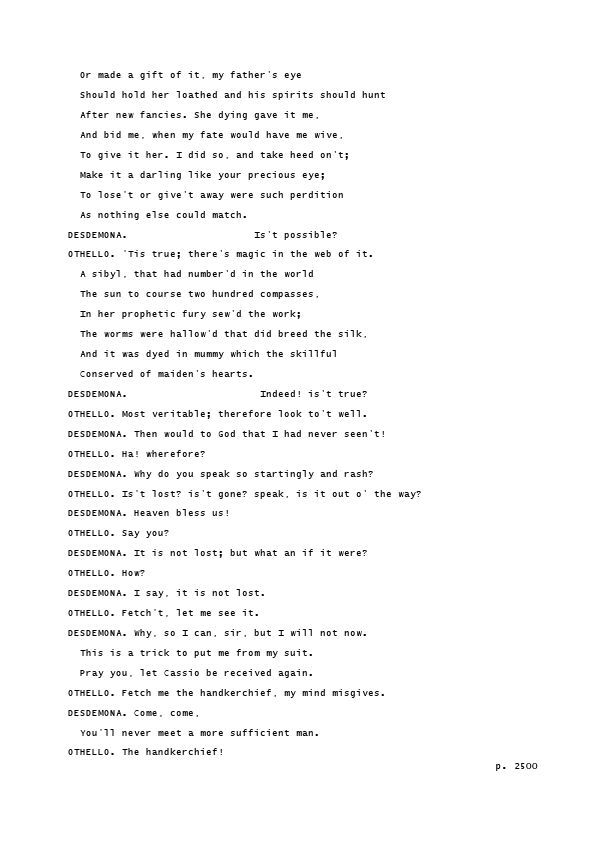 Or made a gift of it, my father's eye
Should hold her loathed and his spirits should hunt
After new fancies. She dying gave it me,
And bid me, when my fate would have me wive,
To give it her. I did so, and take heed on't;
Make it a darling like your precious eye;
To lose't or give't away were such perdition
As nothing else could match.
DESDEMONA. Is't possible?
OTHELLO. 'Tis true; there's magic in the web of it.
A sibyl, that had number'd in the world
The sun to course two hundred compasses,
In her prophetic fury sew'd the work;
The worms were hallow'd that did breed the silk,
And it was dyed in mummy which the skillful
Conserved of maiden's hearts.
DESDEMONA. Indeed! is't true?
OTHELLO. Most veritable; therefore look to't well.
DESDEMONA. Then would to God that I had never seen't!
OTHELLO. Ha! wherefore?
DESDEMONA. Why do you speak so startingly and rash?
OTHELLO. Is't lost? is't gone? speak, is it out o' the way?
DESDEMONA. Heaven bless us!
OTHELLO. Say you?
DESDEMONA. It is not lost; but what an if it were?
OTHELLO. How?
DESDEMONA. I say, it is not lost.
OTHELLO. Fetch't, let me see it.
DESDEMONA. Why, so I can, sir, but I will not now.
This is a trick to put me from my suit.
Pray you, let Cassio be received again.
OTHELLO. Fetch me the handkerchief, my mind misgives.
DESDEMONA. Come, come,
You'll never meet a more sufficient man.
OTHELLO. The handkerchief!
p. 2500